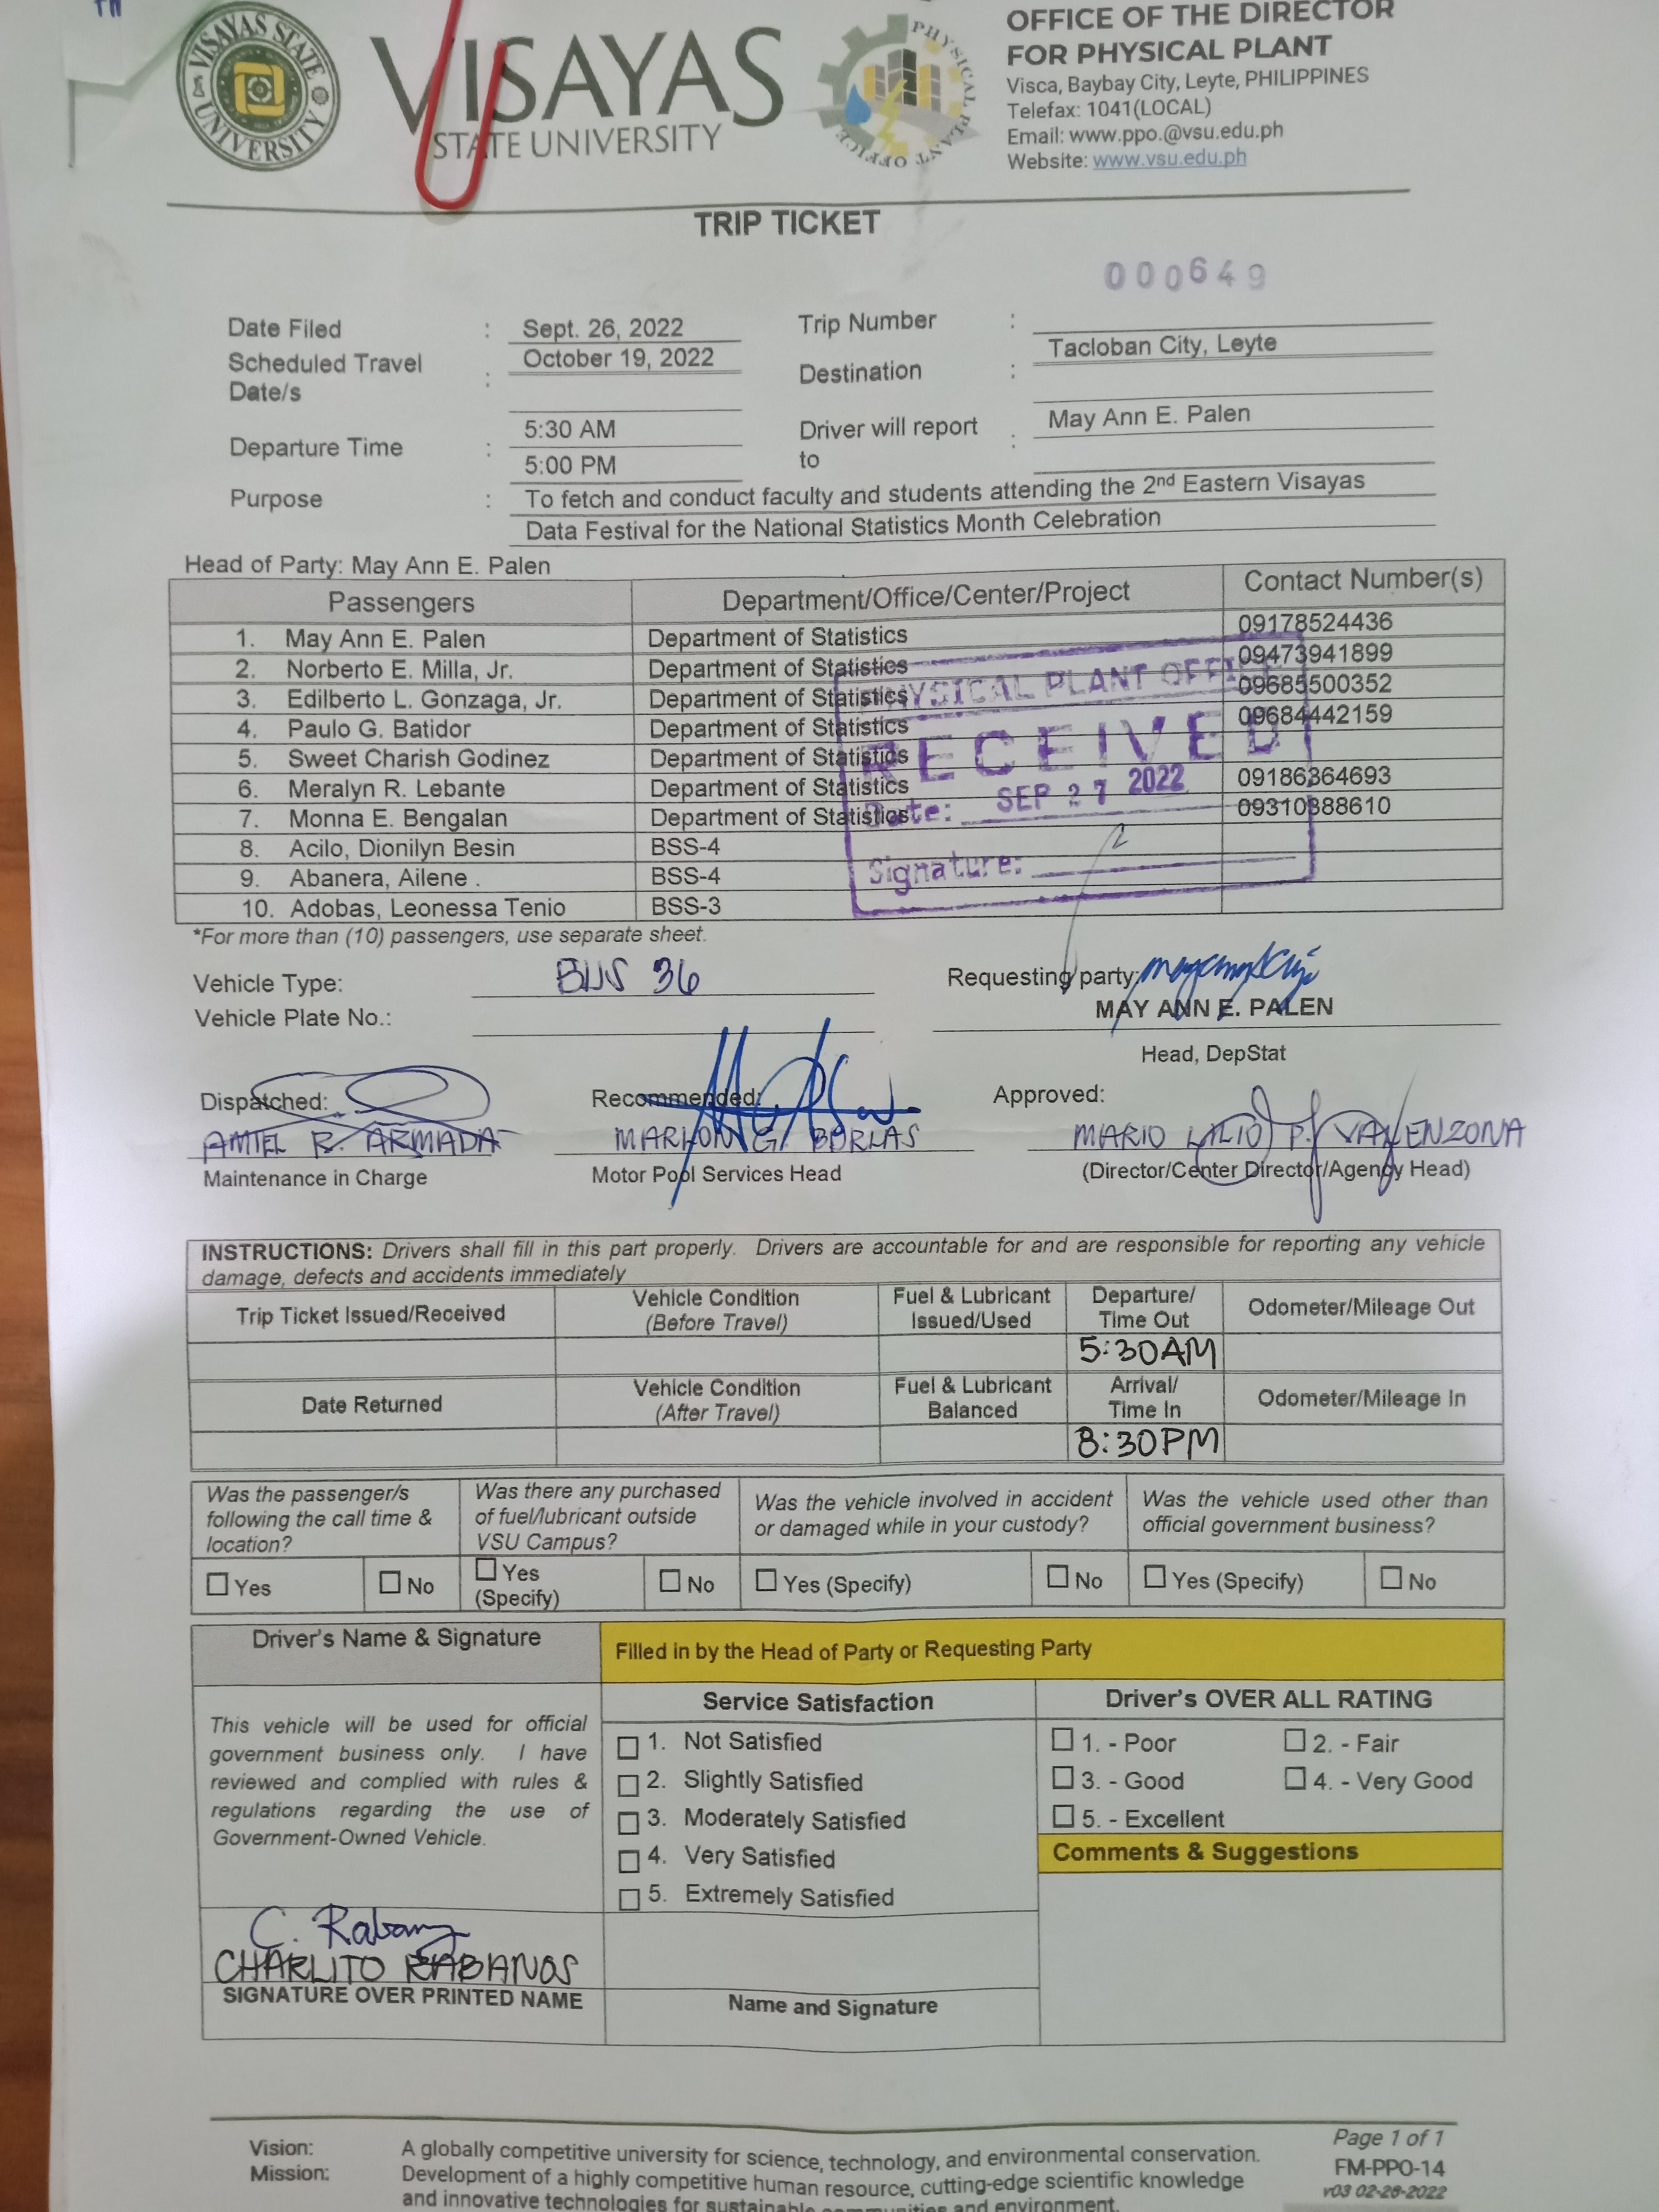 VISAYAS STATE UNIVERSITY
VISAYAS
STATE UNIVERSITY
PHYSICAL PLANT OFFICE
OFFICE OF THE DIRECTOR
FOR PHYSICAL PLANT
Visca, Baybay City, Leyte, PHILIPPINES
Telefax: 1041(LOCAL)
Email: www.ppo.@vsu.edu.ph
Website: www.vsu.edu.ph
TRIP TICKET
000649
Date Filed : Sept. 26, 2022 Trip Number :
Scheduled Travel Date/s : October 19, 2022 Destination : Tacloban City, Leyte
Departure Time : 5:30 AM 5:00 PM Driver will report to : May Ann E. Palen
Purpose : To fetch and conduct faculty and students attending the 2nd Eastern Visayas
Data Festival for the National Statistics Month Celebration
Head of Party: May Ann E. Palen
Passengers Department/Office/Center/Project Contact Number(s)
1. May Ann E. Palen Department of Statistics 09178524436
2. Norberto E. Milla, Jr. Department of Statistics 09473941899
3. Edilberto L. Gonzaga, Jr. Department of Statistics 09685500352
4. Paulo G. Batidor Department of Statistics 09684442159
5. Sweet Charish Godinez Department of Statistics
6. Meralyn R. Lebante Department of Statistics 09186364693
7. Monna E. Bengalan Department of Statistics 09310888610
8. Acilo, Dionilyn Besin BSS-4
9. Abanera, Ailene . BSS-4
10. Adobas, Leonessa Tenio BSS-3
PHYSICAL PLANT OFFICE
RECEIVED
Date: SEP 27 2022
Signature:
*For more than (10) passengers, use separate sheet.
Vehicle Type: BUS 36 Requesting party:
Vehicle Plate No.: MAY ANN E. PALEN
Head, DepStat
Dispatched: Recommended: Approved:
AMIEL R. ARMADA MARLON G. BURLAS MARIO LILIO P. VALENZONA
Maintenance in Charge Motor Pool Services Head (Director/Center Director/Agency Head)
INSTRUCTIONS: Drivers shall fill in this part properly. Drivers are accountable for and are responsible for reporting any vehicle
damage, defects and accidents immediately
Trip Ticket Issued/Received Vehicle Condition (Before Travel) Fuel & Lubricant Issued/Used Departure/ Time Out Odometer/Mileage Out
5:30AM
Date Returned Vehicle Condition (After Travel) Fuel & Lubricant Balanced Arrival/ Time In Odometer/Mileage In
8:30PM
Was the passenger/s following the call time & location? Was there any purchased of fuel/lubricant outside VSU Campus? Was the vehicle involved in accident or damaged while in your custody? Was the vehicle used other than official government business?
Yes No Yes (Specify) No Yes (Specify) No Yes (Specify) No
Driver's Name & Signature Filled in by the Head of Party or Requesting Party
Service Satisfaction Driver's OVER ALL RATING
This vehicle will be used for official
government business only. I have
reviewed and complied with rules &
regulations regarding the use of
Government-Owned Vehicle.
1. Not Satisfied
2. Slightly Satisfied
3. Moderately Satisfied
4. Very Satisfied
5. Extremely Satisfied
1. - Poor 2. - Fair
3. - Good 4. - Very Good
5. - Excellent
Comments & Suggestions
C. Rabanos
CHARLITO RABANOS
SIGNATURE OVER PRINTED NAME Name and Signature
Vision: A globally competitive university for science, technology, and environmental conservation.
Mission: Development of a highly competitive human resource, cutting-edge scientific knowledge
and innovative technologies for sustainable communities and environment.
Page 1 of 1
FM-PPO-14
v03 02-28-2022